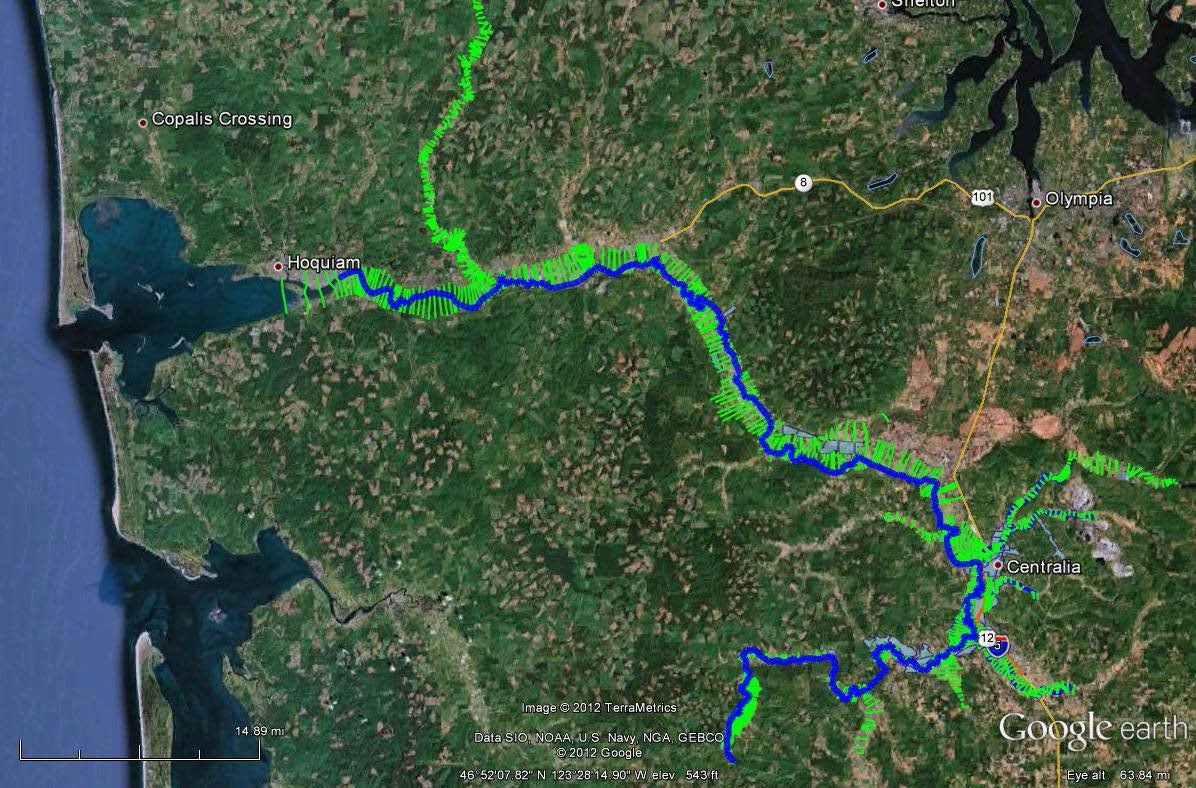 Shelton
Copalis Crossing
8
101
Olympia
Hoquiam
Centralia
12
5
Image © 2012 TerraMetrics
14.89 mi
Data SIO, NOAA, U.S. Navy, NGA, GEBCO
© 2012 Google
Google earth
46°52'07.82" N 123°28'14.90" W elev 543 ft
Eye alt 63.84 mi